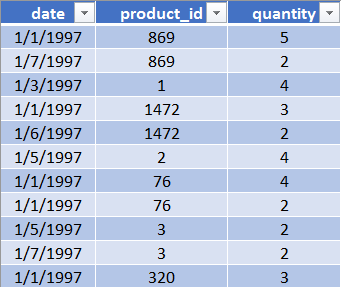 date product_id quantity
1/1/1997 869 5
1/7/1997 869 2
1/3/1997 1 4
1/1/1997 1472 3
1/6/1997 1472 2
1/5/1997 2 4
1/1/1997 76 4
1/1/1997 76 2
1/5/1997 3 2
1/7/1997 3 2
1/1/1997 320 3